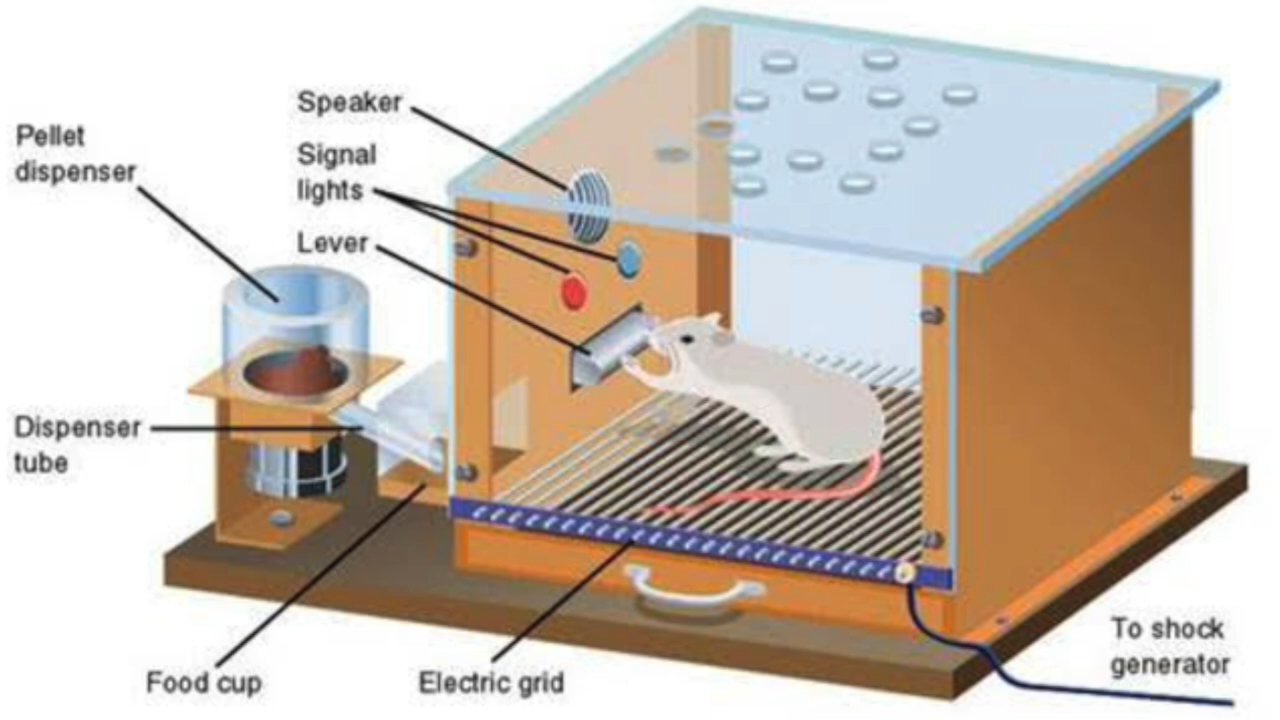 Speaker
Pellet
dispenser
Signal
lights
Lever
Dispenser
tube
Food cup
Electric grid
To shock
generator